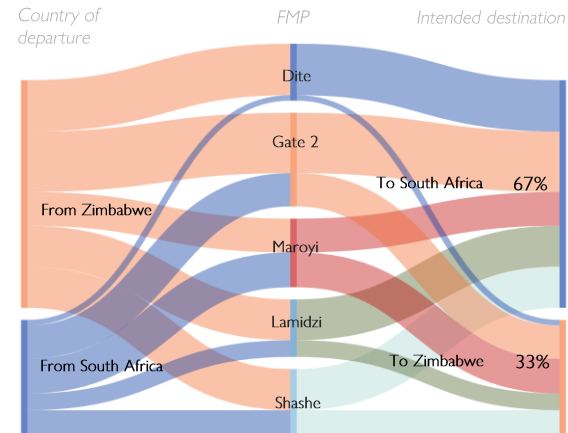 Country of
departure
FMP
Intended destination
Dite
Gate 2
To South Africa 67%
From Zimbabwe
Maroyi
Lamidzi
From South Africa
To Zimbabwe 33%
Shashe